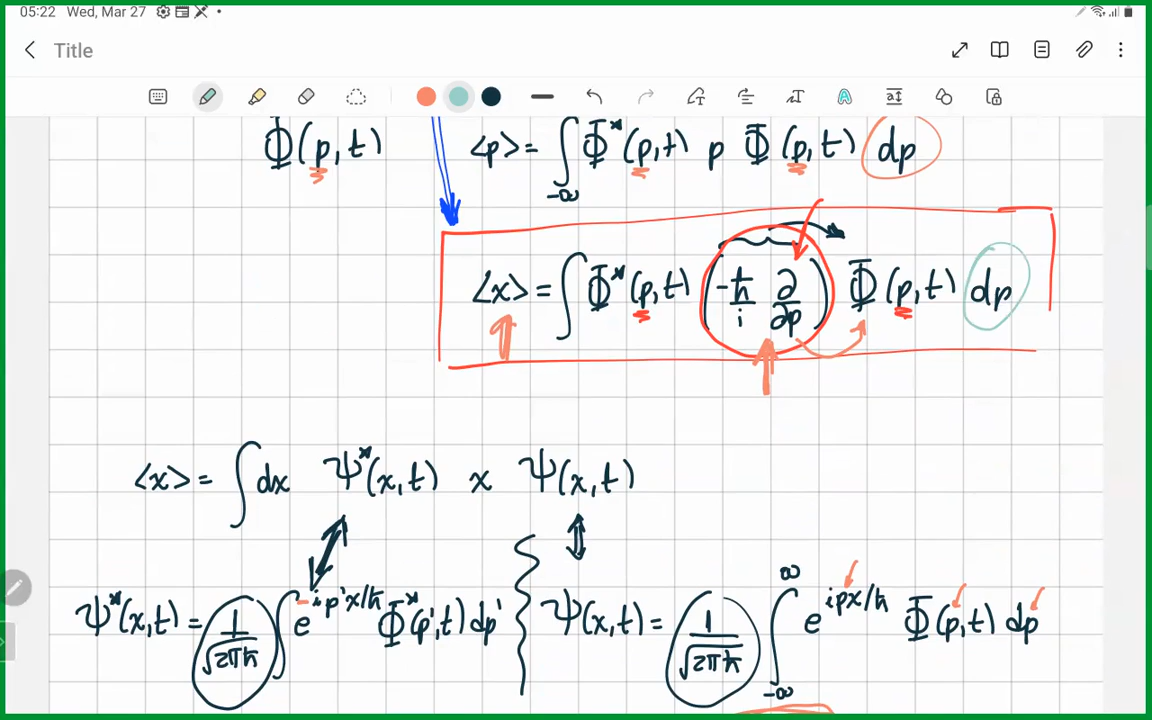 05:22 Wed, Mar 27
Title
Φ(p,t) <p> = ∫_{-∞} Φ*(p,t) p Φ(p,t) dp
<x> = ∫ Φ*(p,t) (-ħ/i ∂/∂p) Φ(p,t) dp
<x> = ∫ dx Ψ*(x,t) x Ψ(x,t)
Ψ*(x,t) = 1/√(2πħ) ∫ e^{-ip'x/ħ} Φ*(p',t) dp' Ψ(x,t) = 1/√(2πħ) ∫_{-∞}^{∞} e^{ipx/ħ} Φ(p,t) dp